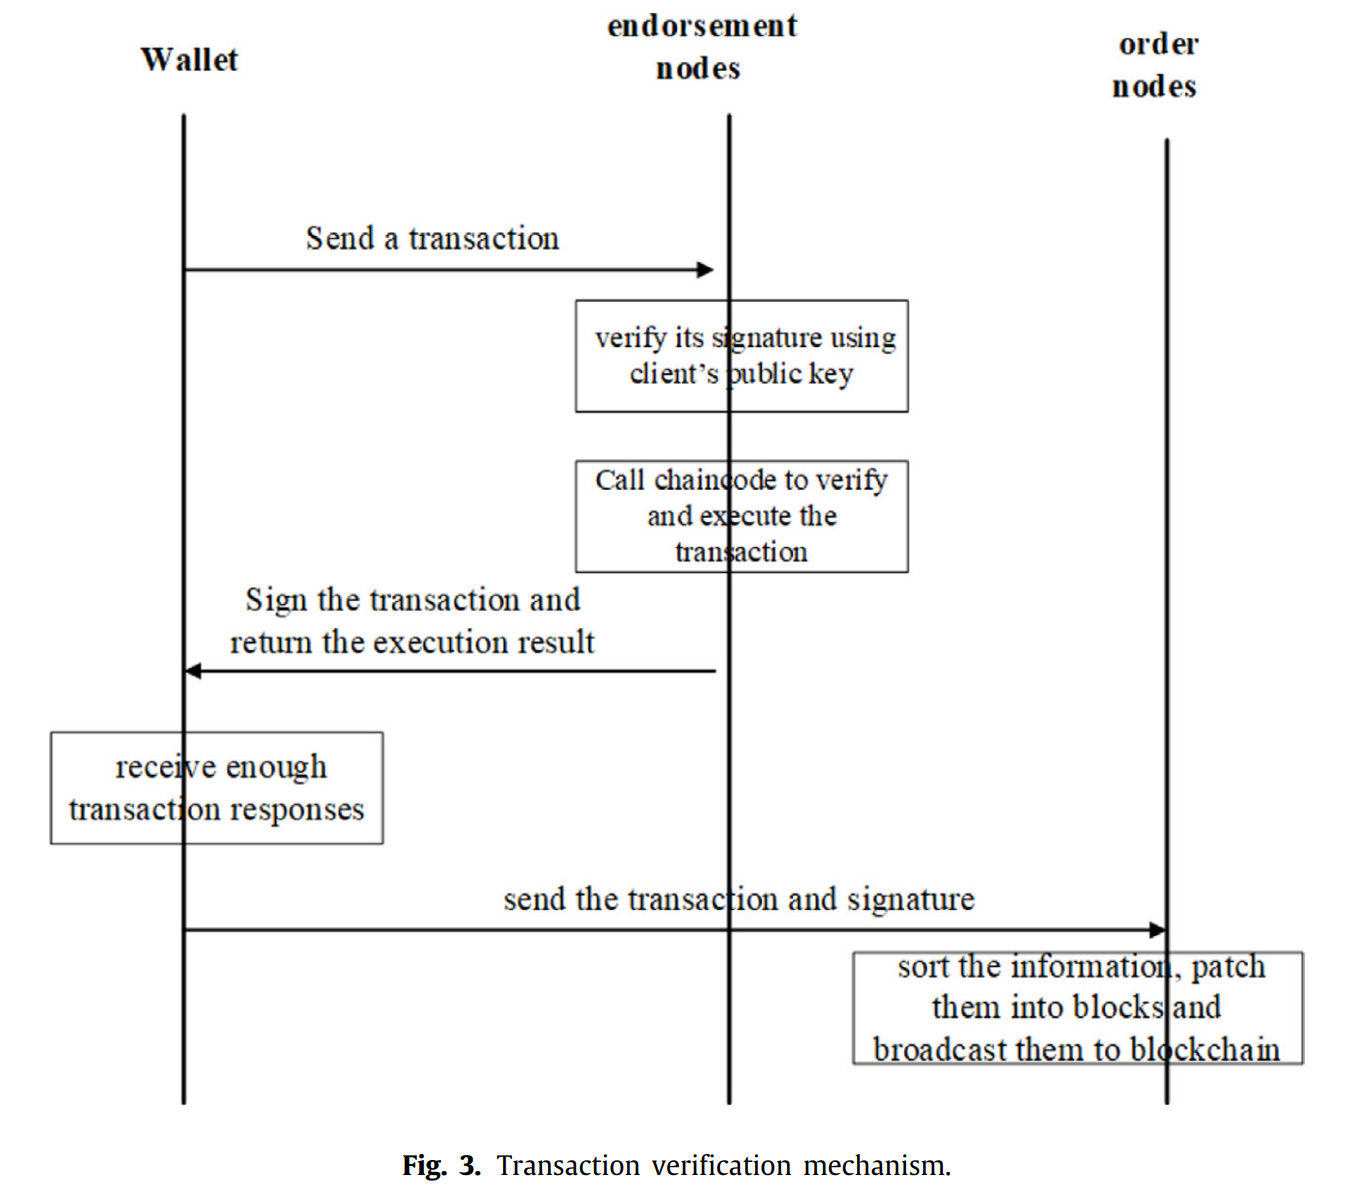 Wallet
endorsement
nodes
order
nodes
Send a transaction
verify its signature using
client's public key
Call chaincode to verify
and execute the
transaction
Sign the transaction and
return the execution result
receive enough
transaction responses
send the transaction and signature
sort the information, patch
them into blocks and
broadcast them to blockchain
Fig. 3. Transaction verification mechanism.